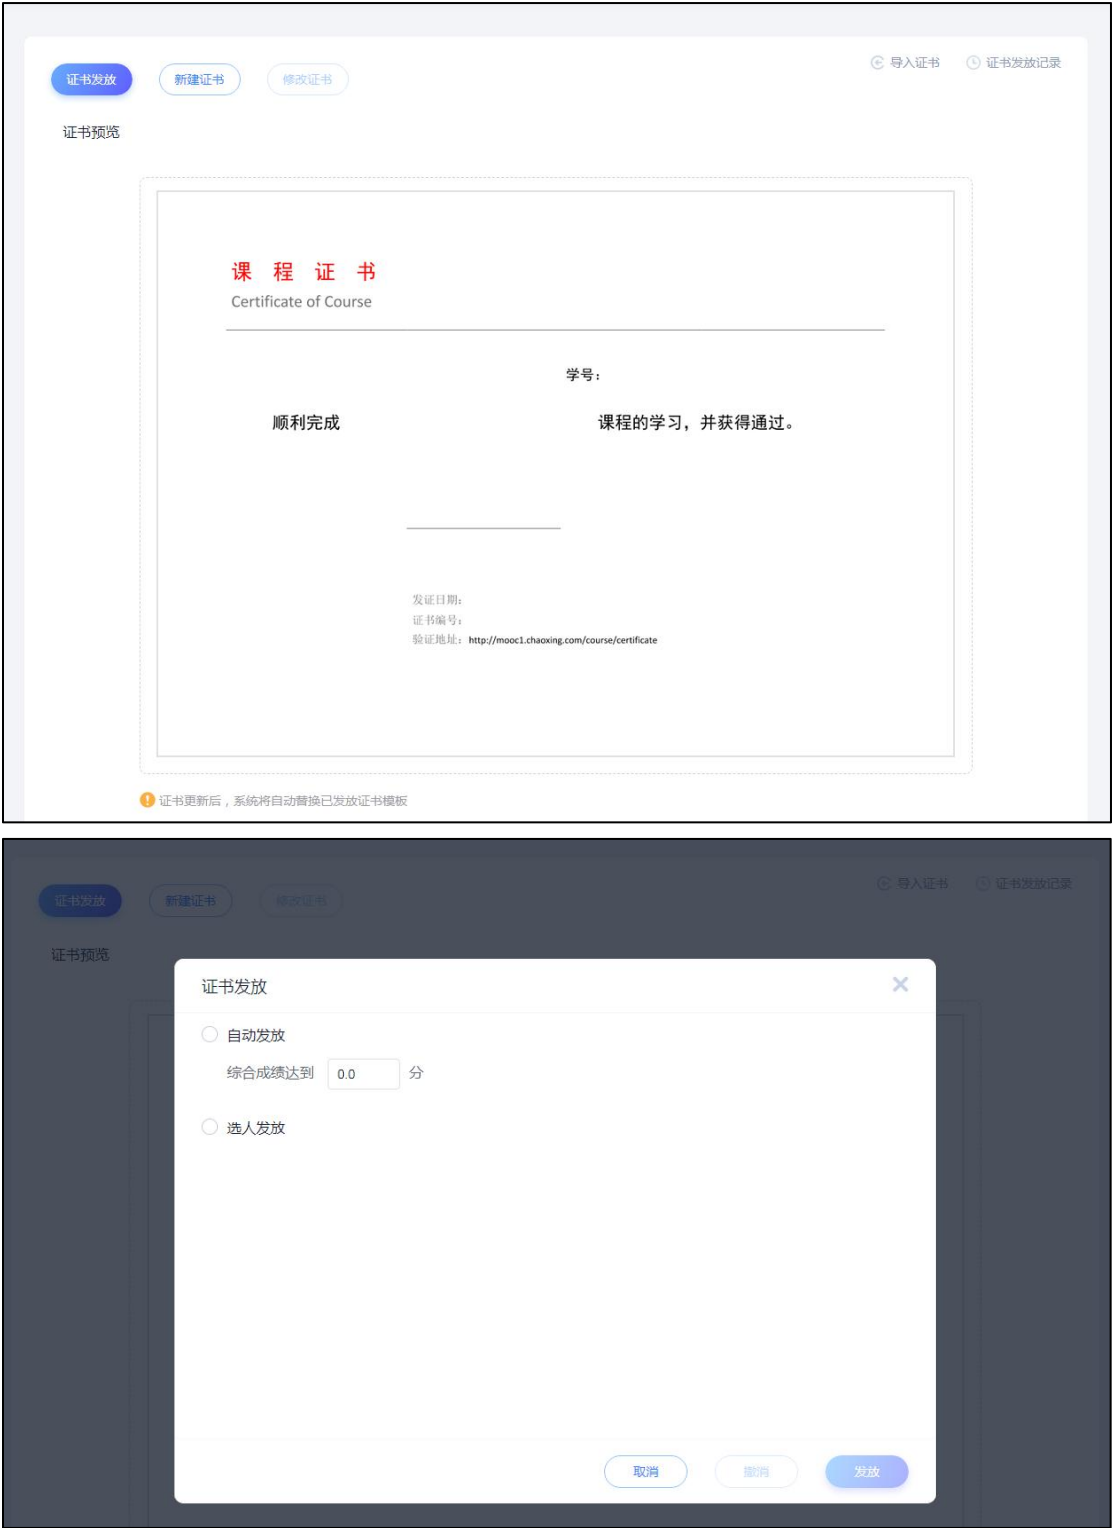 证书发放 新建证书 修改证书 导入证书 证书发放记录
证书预览
课 程 证 书
Certificate of Course
学号：
顺利完成 课程的学习，并获得通过。
发证日期：
证书编号：
验证地址：http://mooc1.chaoxing.com/course/certificate
证书更新后，系统将自动替换已发放证书模板
证书发放 新建证书 修改证书 导入证书 证书发放记录
证书预览
证书发放
自动发放
综合成绩达到 0.0 分
选人发放
取消 撤消 发放